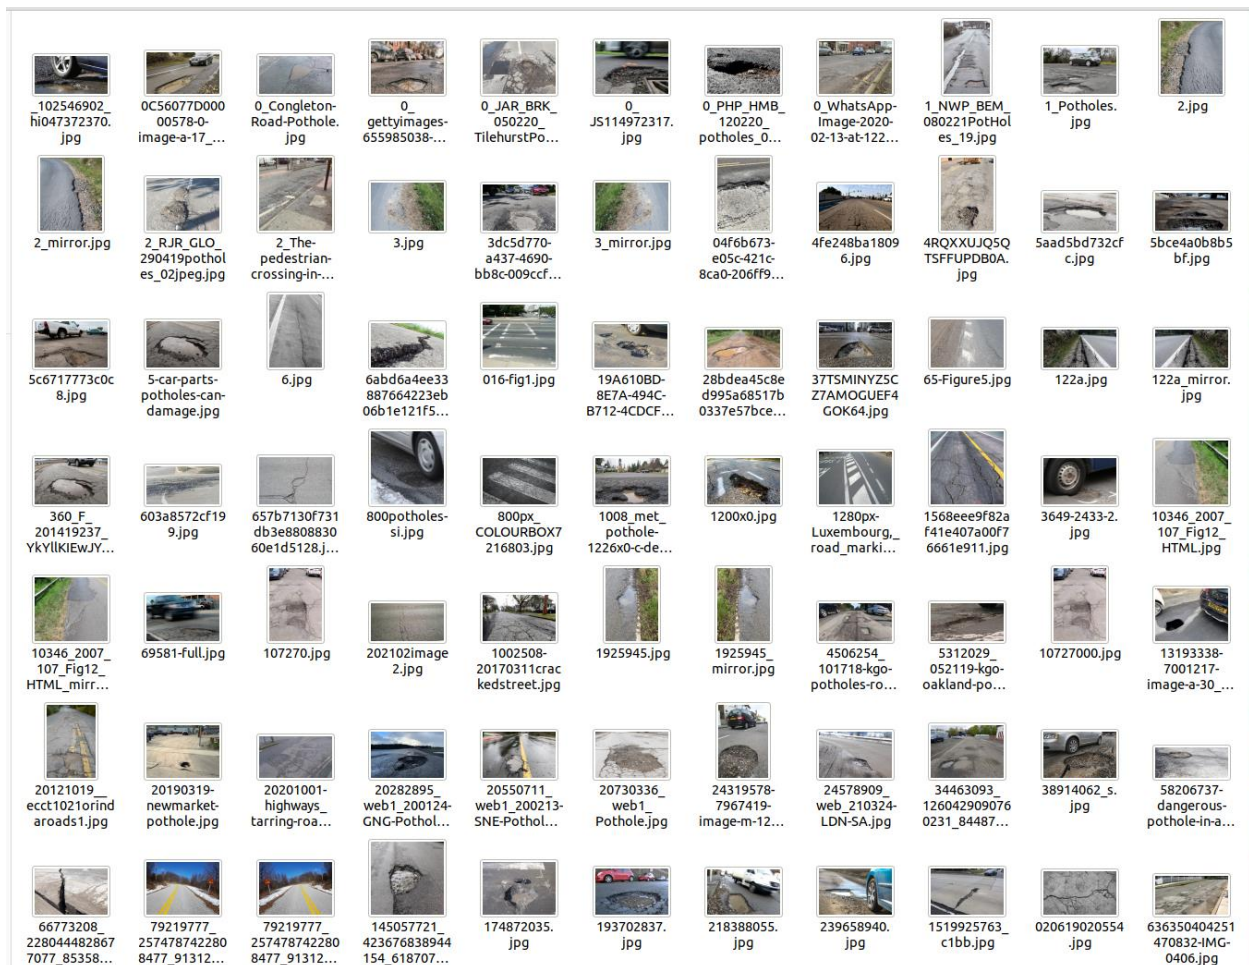 _102546902_
hi047372370.
jpg
0C56077D000
00578-0-
image-a-17_...
0_Congleton-
Road-Pothole.
jpg
0_
gettyimages-
655985038-...
0_JAR_BRK_
050220_
TilehurstPo...
0_
JS114972317.
jpg
0_PHP_HMB_
120220_
potholes_0...
0_WhatsApp-
Image-2020-
02-13-at-122...
1_NWP_BEM_
080221PotHol
es_19.jpg
1_Potholes.
jpg
2.jpg
2_mirror.jpg
2_RJR_GLO_
290419pothol
es_02jpeg.jpg
2_The-
pedestrian-
crossing-in-...
3.jpg
3dc5d770-
a437-4690-
bb8c-009ccf...
3_mirror.jpg
04f6b673-
e05c-421c-
8ca0-206ff9...
4fe248ba1809
6.jpg
4RQXXUJQ5Q
TSFFUPDB0A.
jpg
5aad5bd732cf
c.jpg
5bce4a0b8b5
bf.jpg
5c6717773c0c
8.jpg
5-car-parts-
potholes-can-
damage.jpg
6.jpg
6abd6a4ee33
887664223eb
06b1e121f5...
016-fig1.jpg
19A610BD-
8E7A-494C-
B712-4CDCF...
28bdea45c8e
d995a68517b
0337e57bce...
37TSMINYZ5C
Z7AMOGUEF4
GOK64.jpg
65-Figure5.jpg
122a.jpg
122a_mirror.
jpg
360_F_
201419237_
YkYllKIEwJY...
603a8572cf19
9.jpg
657b7130f731
db3e8808830
60e1d5128.j...
800potholes-
si.jpg
800px_
COLOURBOX7
216803.jpg
1008_met_
pothole-
1226x0-c-de...
1200x0.jpg
1280px-
Luxembourg,_
road_marki...
1568eee9f82a
f41e407a00f7
6661e911.jpg
3649-2433-2.
jpg
10346_2007_
107_Fig12_
HTML.jpg
10346_2007_
107_Fig12_
HTML_mirr...
69581-full.jpg
107270.jpg
202102image
2.jpg
1002508-
20170311crac
kedstreet.jpg
1925945.jpg
1925945_
mirror.jpg
4506254_
101718-kgo-
potholes-ro...
5312029_
052119-kgo-
oakland-po...
10727000.jpg
13193338-
7001217-
image-a-30_...
20121019__
ecct1021orind
aroads1.jpg
20190319-
newmarket-
pothole.jpg
20201001-
highways_
tarring-roa...
20282895_
web1_200124-
GNG-Pothol...
20550711_
web1_200213-
SNE-Pothol...
20730336_
web1_
Pothole.jpg
24319578-
7967419-
image-m-12...
24578909_
web_210324-
LDN-SA.jpg
34463093_
126042909076
0231_84487...
38914062_s.
jpg
58206737-
dangerous-
pothole-in-a...
66773208_
228044482867
7077_85358...
79219777_
257478742280
8477_91312...
79219777_
257478742280
8477_91312...
145057721_
423676838944
154_618707...
174872035.
jpg
193702837.
jpg
218388055.
jpg
239658940.
jpg
1519925763_
c1bb.jpg
020619020554
.jpg
636350404251
470832-IMG-
0406.jpg